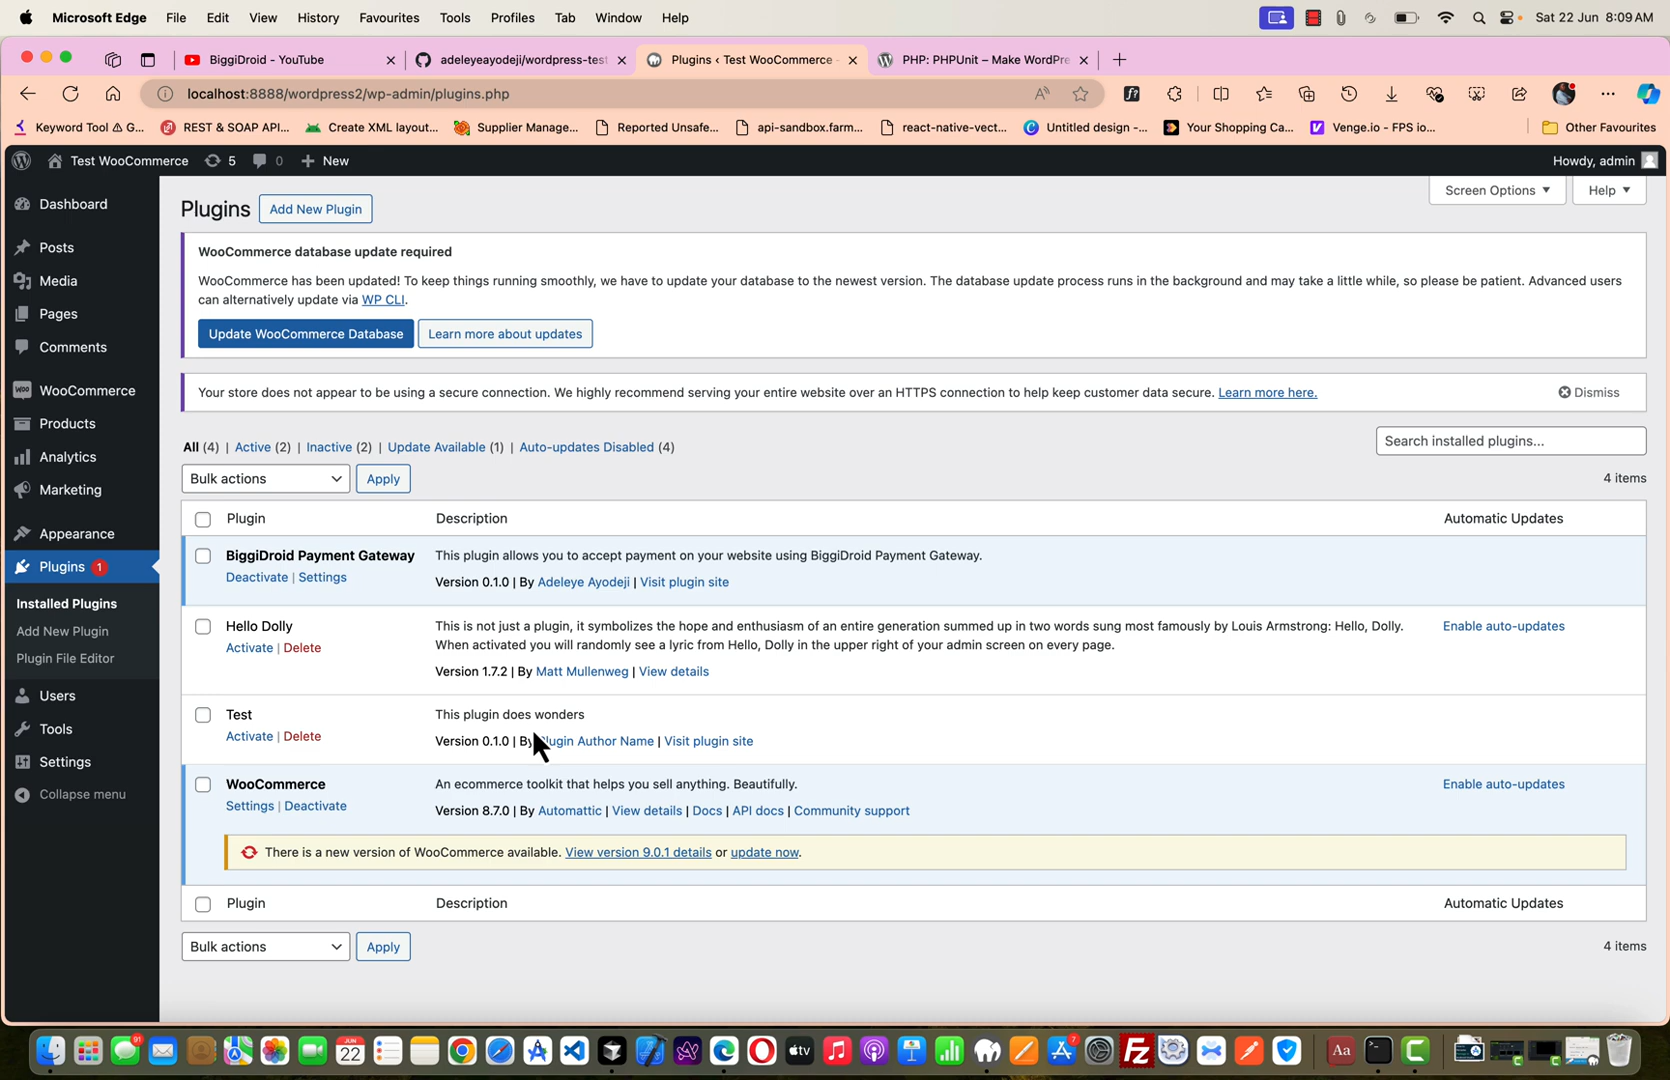 Microsoft Edge File Edit View History Favourites Tools Profiles Tab Window Help Sat 22 Jun 8:09 AM
BiggiDroid - YouTube
adeleyeayodeji/wordpress-test
Plugins ‹ Test WooCommerce
PHP: PHPUnit – Make WordPre
localhost:8888/wordpress2/wp-admin/plugins.php
Keyword Tool ⚠ G... REST & SOAP API... Create XML layout... Supplier Manage... Reported Unsafe... api-sandbox.farm... react-native-vect... Untitled design -... Your Shopping Ca... Venge.io - FPS io... Other Favourites
Test WooCommerce 5 0 + New Howdy, admin
Screen Options Help
Dashboard
Posts
Media
Pages
Comments
WooCommerce
Products
Analytics
Marketing
Appearance
Plugins 1
Installed Plugins
Add New Plugin
Plugin File Editor
Users
Tools
Settings
Collapse menu
Plugins Add New Plugin
WooCommerce database update required
WooCommerce has been updated! To keep things running smoothly, we have to update your database to the newest version. The database update process runs in the background and may take a little while, so please be patient. Advanced users
can alternatively update via WP CLI.
Update WooCommerce Database Learn more about updates
Your store does not appear to be using a secure connection. We highly recommend serving your entire website over an HTTPS connection to help keep customer data secure. Learn more here. Dismiss
All (4) | Active (2) | Inactive (2) | Update Available (1) | Auto-updates Disabled (4)
Search installed plugins...
Bulk actions Apply 4 items
Plugin Description Automatic Updates
BiggiDroid Payment Gateway This plugin allows you to accept payment on your website using BiggiDroid Payment Gateway.
Deactivate | Settings Version 0.1.0 | By Adeleye Ayodeji | Visit plugin site
Hello Dolly This is not just a plugin, it symbolizes the hope and enthusiasm of an entire generation summed up in two words sung most famously by Louis Armstrong: Hello, Dolly. Enable auto-updates
Activate | Delete When activated you will randomly see a lyric from Hello, Dolly in the upper right of your admin screen on every page.
Version 1.7.2 | By Matt Mullenweg | View details
Test This plugin does wonders
Activate | Delete Version 0.1.0 | By Plugin Author Name | Visit plugin site
WooCommerce An ecommerce toolkit that helps you sell anything. Beautifully. Enable auto-updates
Settings | Deactivate Version 8.7.0 | By Automattic | View details | Docs | API docs | Community support
There is a new version of WooCommerce available. View version 9.0.1 details or update now.
Plugin Description Automatic Updates
Bulk actions Apply 4 items